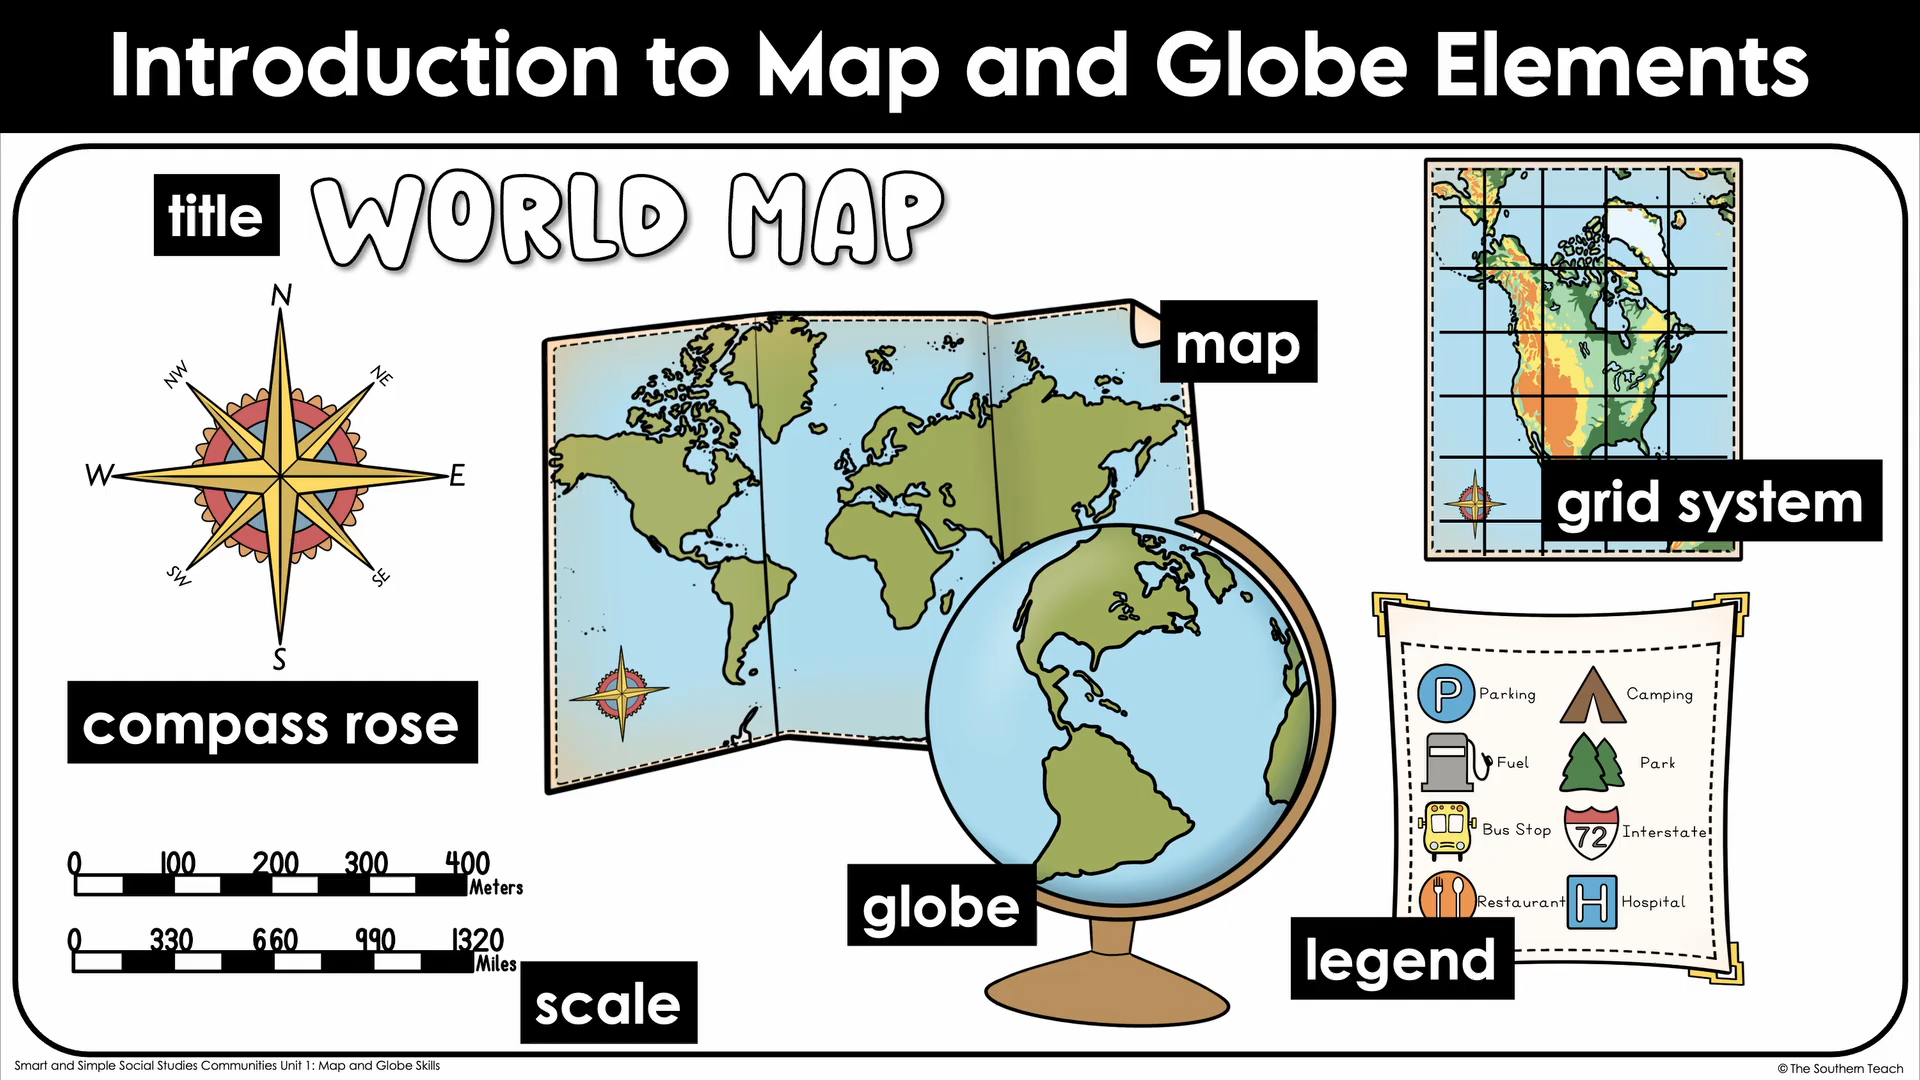 Introduction to Map and Globe Elements
title
WORLD MAP
N
NW
NE
W
E
SW
SE
S
compass rose
map
grid system
globe
0 100 200 300 400
Meters
0 330 660 990 1320
Miles
scale
P Parking
Camping
Fuel
Park
Bus Stop
72 Interstate
Restaurant
H Hospital
legend
Smart and Simple Social Studies Communities Unit 1: Map and Globe Skills
© The Southern Teach